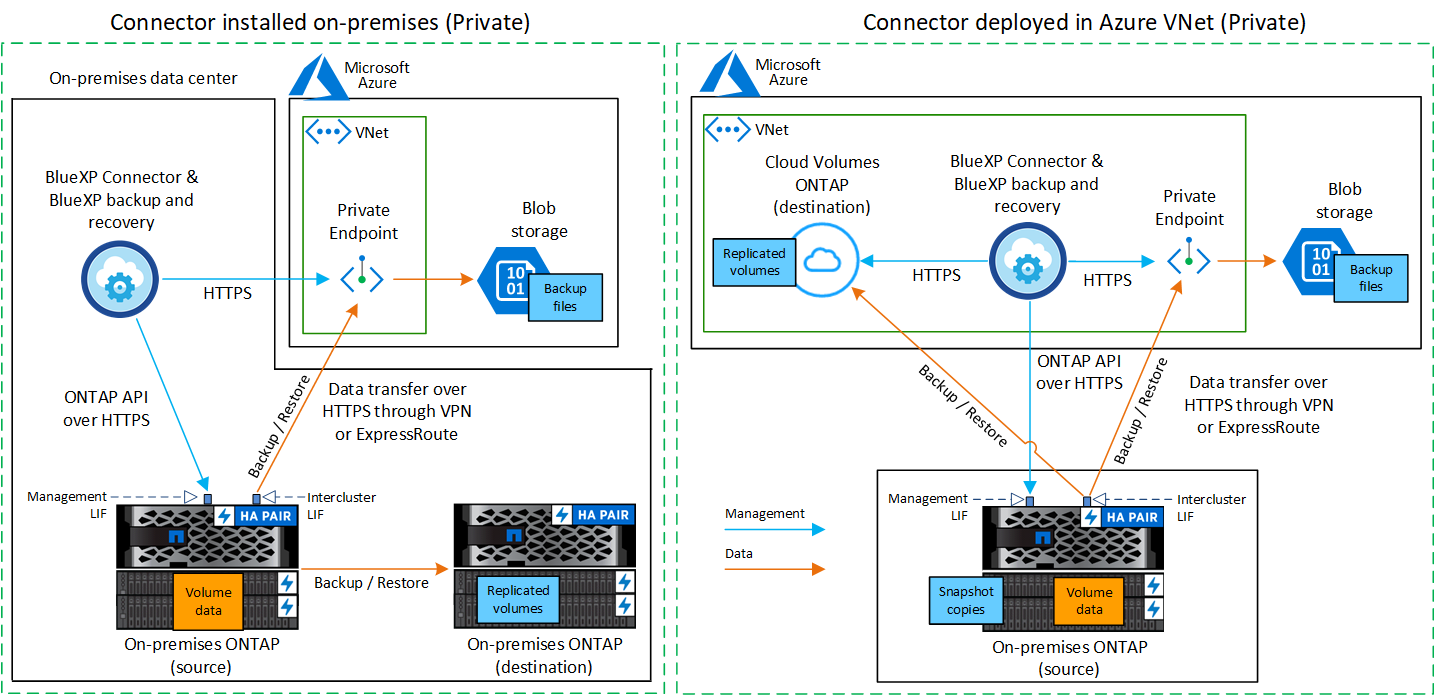 Connector installed on-premises (Private)
On-premises data center
Microsoft
Azure
VNet
BlueXP Connector &
BlueXP backup and
recovery
Private
Endpoint
Blob
storage
10
01
Backup
files
HTTPS
ONTAP API
over HTTPS
Backup / Restore
Data transfer over
HTTPS through VPN
or ExpressRoute
Management
LIF
Intercluster
LIF
HA PAIR
HA PAIR
Backup / Restore
Volume
data
Replicated
volumes
On-premises ONTAP
(source)
On-premises ONTAP
(destination)
Connector deployed in Azure VNet (Private)
Microsoft
Azure
VNet
Cloud Volumes
ONTAP
(destination)
BlueXP Connector &
BlueXP backup and
recovery
Private
Endpoint
Blob
storage
Replicated
volumes
HTTPS
HTTPS
10
01
Backup
files
ONTAP API
over HTTPS
Backup / Restore
Backup / Restore
Data transfer over
HTTPS through VPN
or ExpressRoute
Management
LIF
Intercluster
LIF
HA PAIR
Management
Data
Snapshot
copies
Volume
data
On-premises ONTAP
(source)